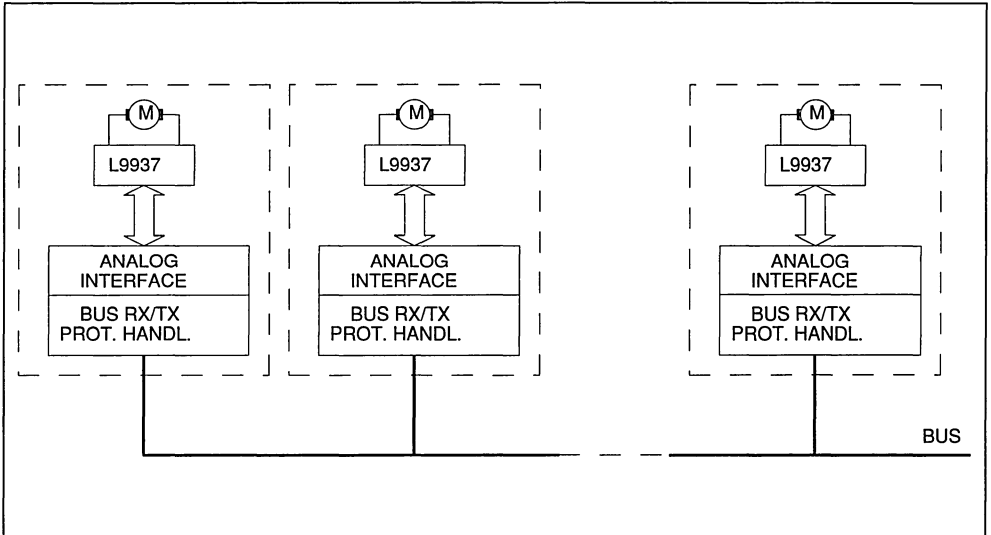 M
L9937
ANALOG
INTERFACE
BUS RX/TX
PROT. HANDL.
M
L9937
ANALOG
INTERFACE
BUS RX/TX
PROT. HANDL.
M
L9937
ANALOG
INTERFACE
BUS RX/TX
PROT. HANDL.
BUS